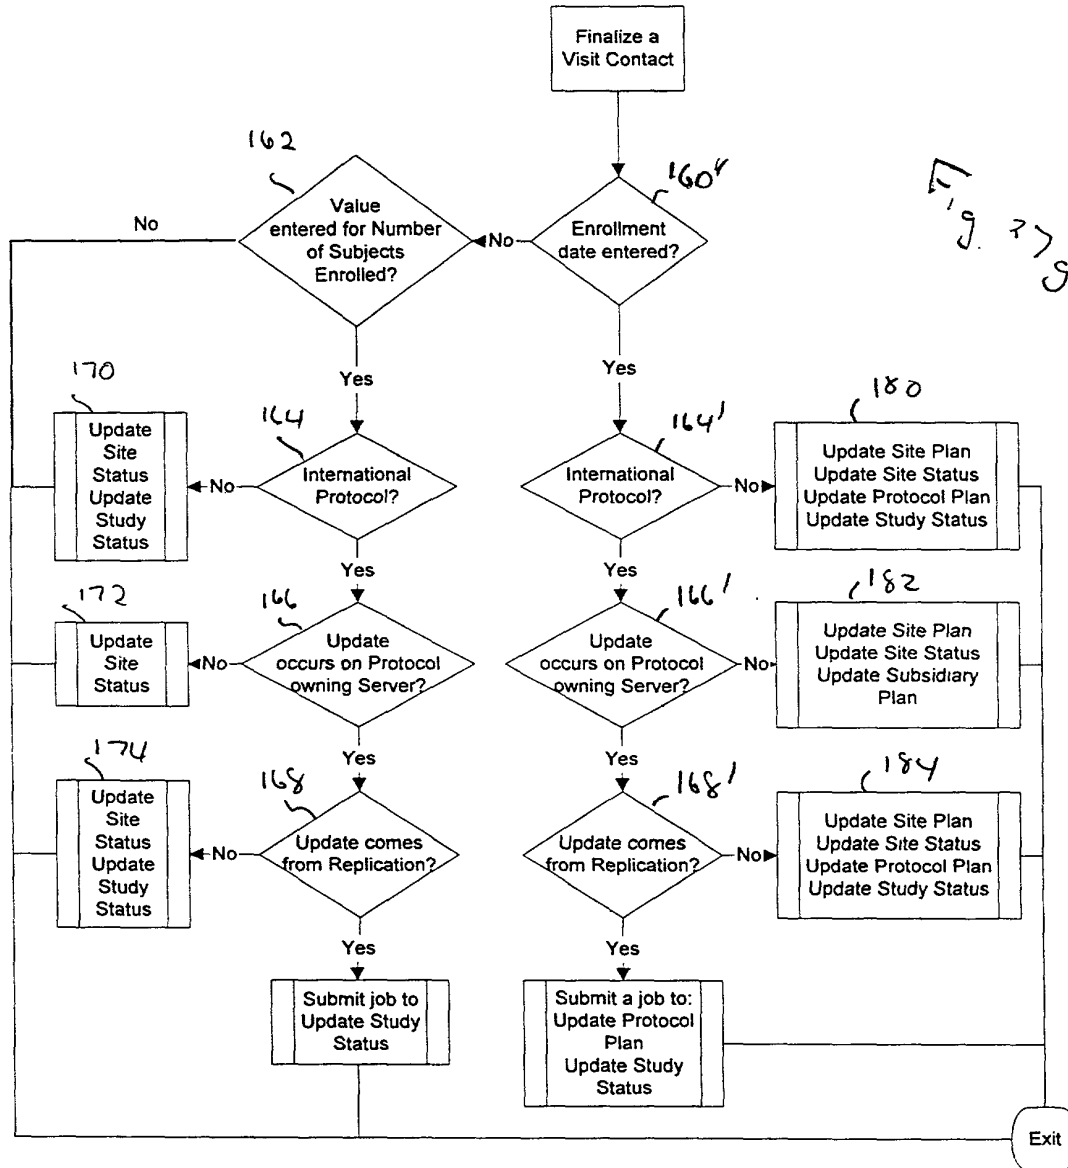 Finalize a
Visit Contact
162
160"
Fig. 37g
No
Value
entered for Number
of Subjects
Enrolled?
No
Enrollment
date entered?
Yes
Yes
170
164
164'
180
Update
Site
Status
Update
Study
Status
No
International
Protocol?
International
Protocol?
No
Update Site Plan
Update Site Status
Update Protocol Plan
Update Study Status
Yes
Yes
172
166
166'
182
Update
Site
Status
No
Update
occurs on Protocol
owning Server?
Update
occurs on Protocol
owning Server?
No
Update Site Plan
Update Site Status
Update Subsidiary
Plan
Yes
Yes
174
168
168'
184
Update
Site
Status
Update
Study
Status
No
Update comes
from Replication?
Update comes
from Replication?
No
Update Site Plan
Update Site Status
Update Protocol Plan
Update Study Status
Yes
Yes
Submit job to
Update Study
Status
Submit a job to:
Update Protocol
Plan
Update Study
Status
Exit